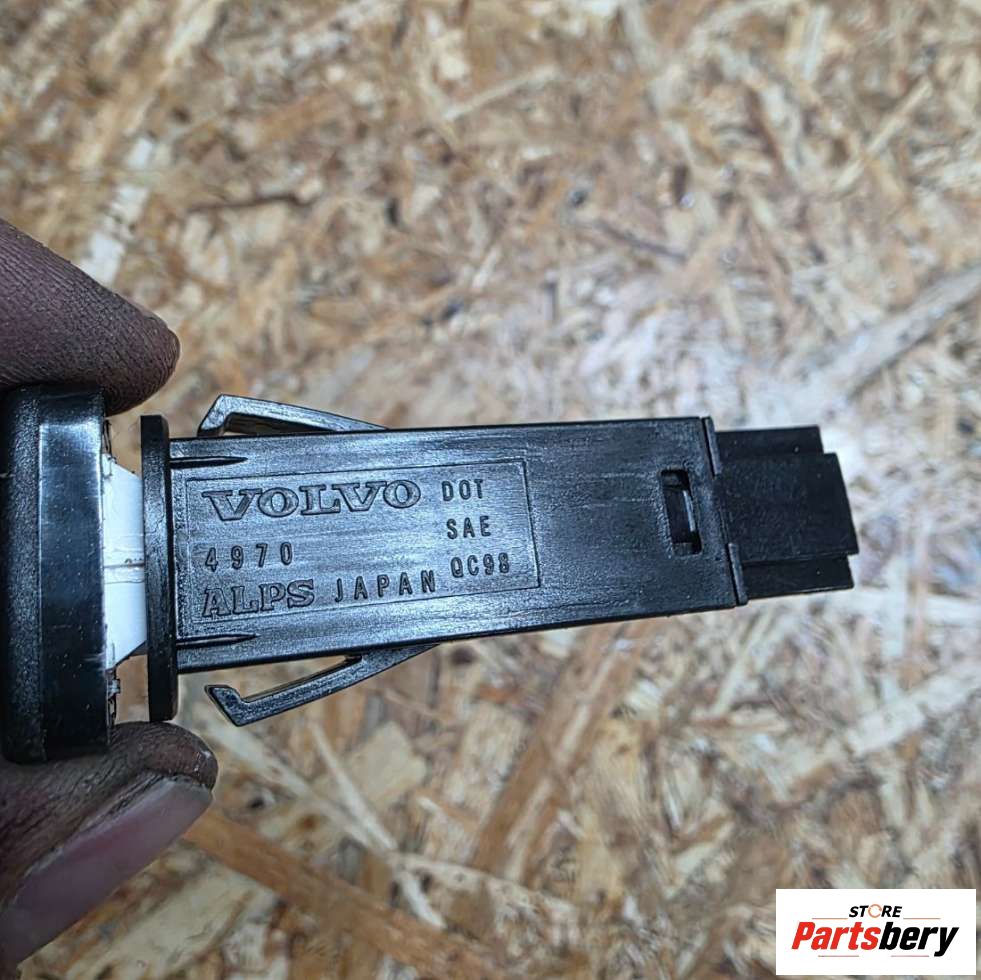 VOLVO DOT
SAE
4970
ALPS JAPAN QC98
STORE
Partsbery